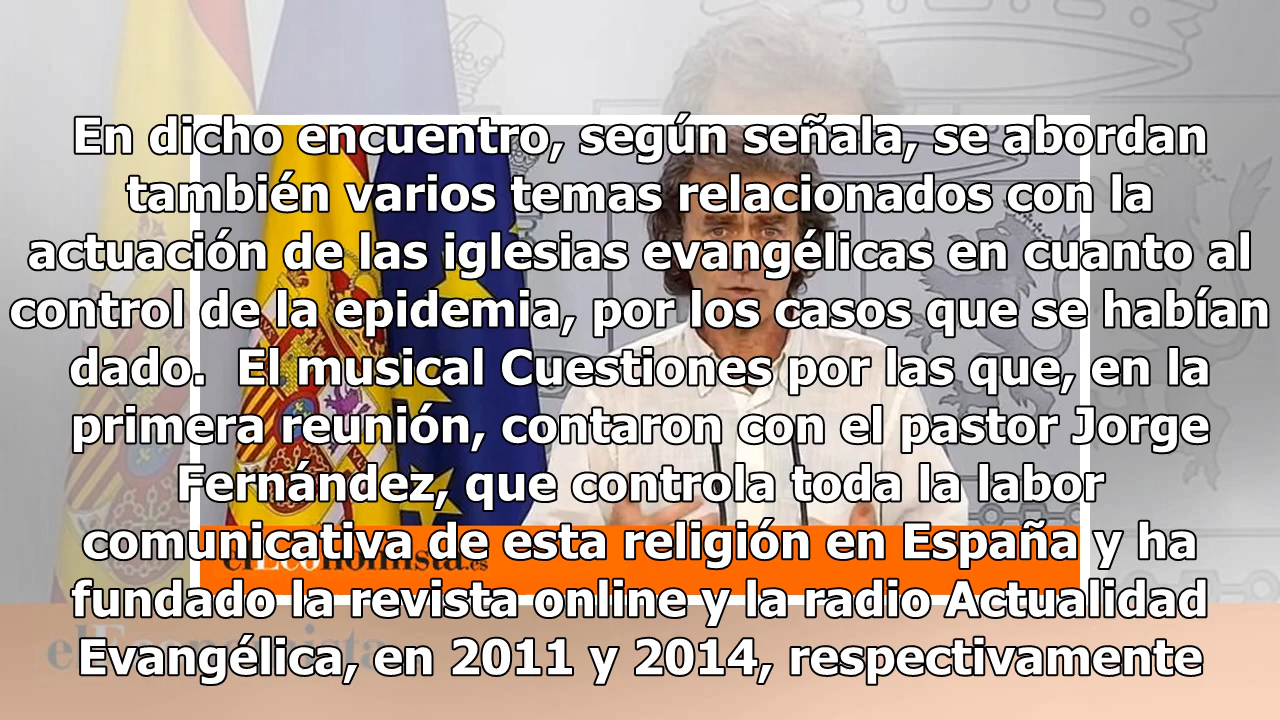 En dicho encuentro, según señala, se abordan
también varios temas relacionados con la
actuación de las iglesias evangélicas en cuanto al
control de la epidemia, por los casos que se habían
dado.  El musical Cuestiones por las que, en la
primera reunión, contaron con el pastor Jorge
Fernández, que controla toda la labor
comunicativa de esta religión en España y ha
elEconomista.es
fundado la revista online y la radio Actualidad
elEconomista
Evangélica, en 2011 y 2014, respectivamente